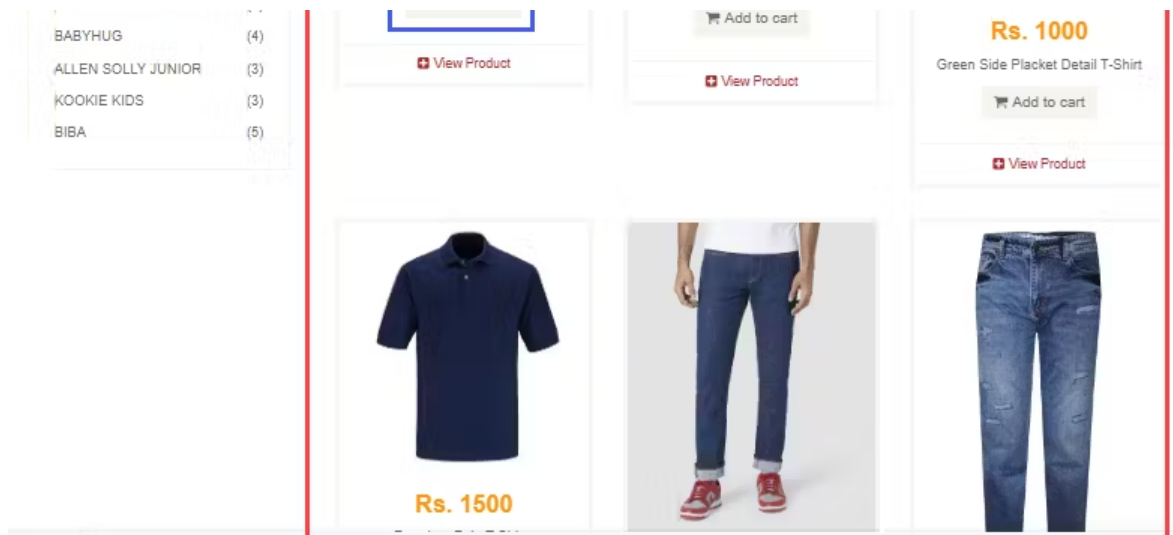 BABYHUG (4)
ALLEN SOLLY JUNIOR (3)
KOOKIE KIDS (3)
BIBA (5)
View Product
Add to cart
View Product
Rs. 1000
Green Side Placket Detail T-Shirt
Add to cart
View Product
Rs. 1500